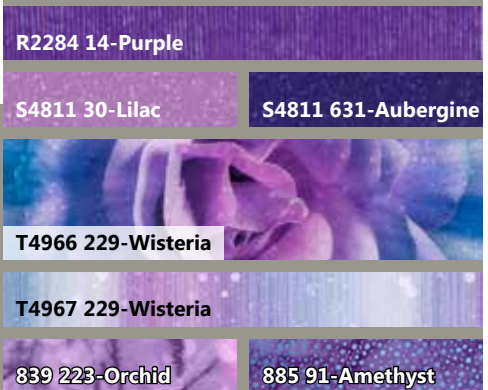 R2284 14-Purple
S4811 30-Lilac
S4811 631-Aubergine
T4966 229-Wisteria
T4967 229-Wisteria
839 223-Orchid
885 91-Amethyst